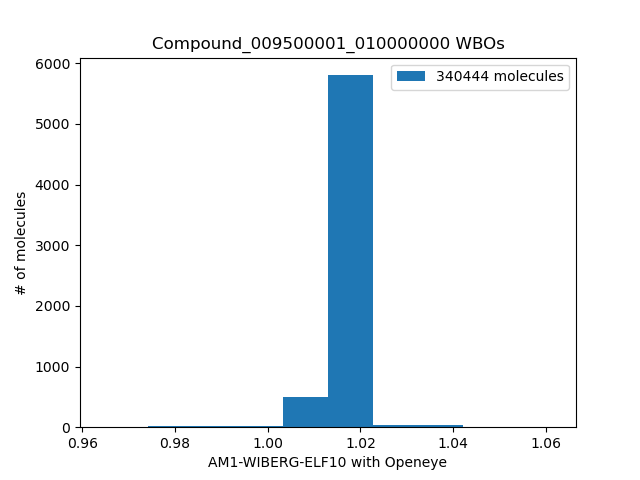 Compound_009500001_010000000 WBOs
340444 molecules
6000
5000
4000
3000
2000
1000
0
# of molecules
0.96 0.98 1.00 1.02 1.04 1.06
AM1-WIBERG-ELF10 with Openeye